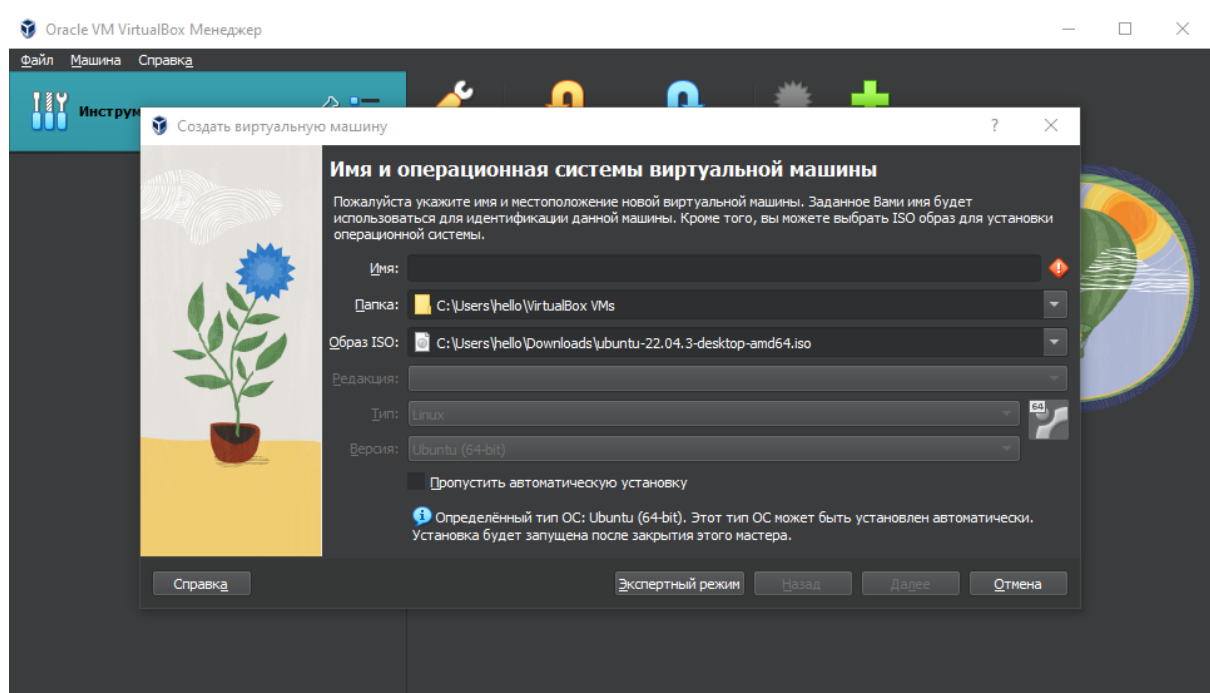 Oracle VM VirtualBox Менеджер
Файл Машина Справка
Создать виртуальную машину
?
Имя и операционная системы виртуальной машины
Пожалуйста укажите имя и местоположение новой виртуальной машины. Заданное Вами имя будет
использоваться для идентификации данной машины. Кроме того, вы можете выбрать ISO образ для установки
операционной системы.
Имя:
Папка: C:\Users\hello\VirtualBox VMs
Образ ISO: C:\Users\hello\Downloads\ubuntu-22.04.3-desktop-amd64.iso
Редакция:
Тип: Linux
64
Версия: Ubuntu (64-bit)
Пропустить автоматическую установку
Определённый тип ОС: Ubuntu (64-bit). Этот тип ОС может быть установлен автоматически.
Установка будет запущена после закрытия этого мастера.
Справка Экспертный режим Назад Далее Отмена